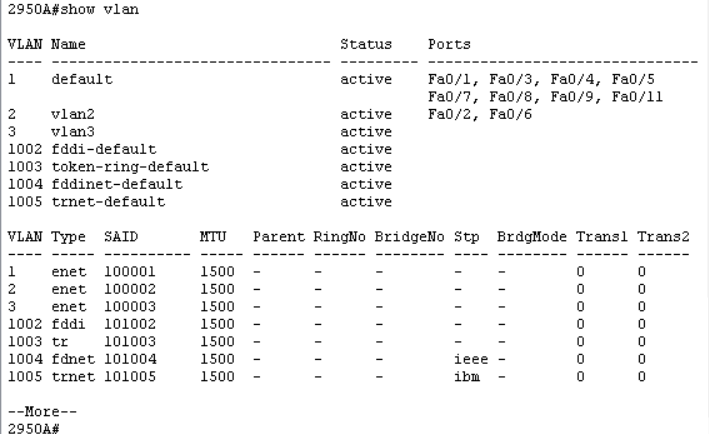 2950A#show vlan
VLAN Name Status Ports
---- -------------------------------- --------- -------------------------------
1 default active Fa0/1, Fa0/3, Fa0/4, Fa0/5
Fa0/7, Fa0/8, Fa0/9, Fa0/11
2 vlan2 active Fa0/2, Fa0/6
3 vlan3 active
1002 fddi-default active
1003 token-ring-default active
1004 fddinet-default active
1005 trnet-default active
VLAN Type SAID MTU Parent RingNo BridgeNo Stp BrdgMode Trans1 Trans2
---- ----- ---------- ----- ------ ------ -------- ---- -------- ------ ------
1 enet 100001 1500 - - - - - 0 0
2 enet 100002 1500 - - - - - 0 0
3 enet 100003 1500 - - - - - 0 0
1002 fddi 101002 1500 - - - - - 0 0
1003 tr 101003 1500 - - - - - 0 0
1004 fdnet 101004 1500 - - - ieee - 0 0
1005 trnet 101005 1500 - - - ibm - 0 0
--More--
2950A#